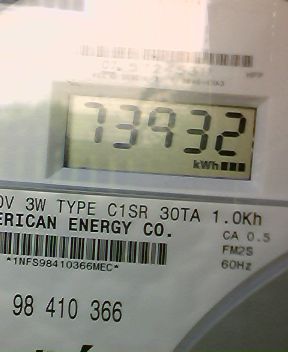 73932
kWh
0V 3W TYPE C1SR 30TA 1.0Kh
ERICAN ENERGY CO.
CA 0.5
FM2S
*1NFS98410366MEC*
60Hz
98 410 366